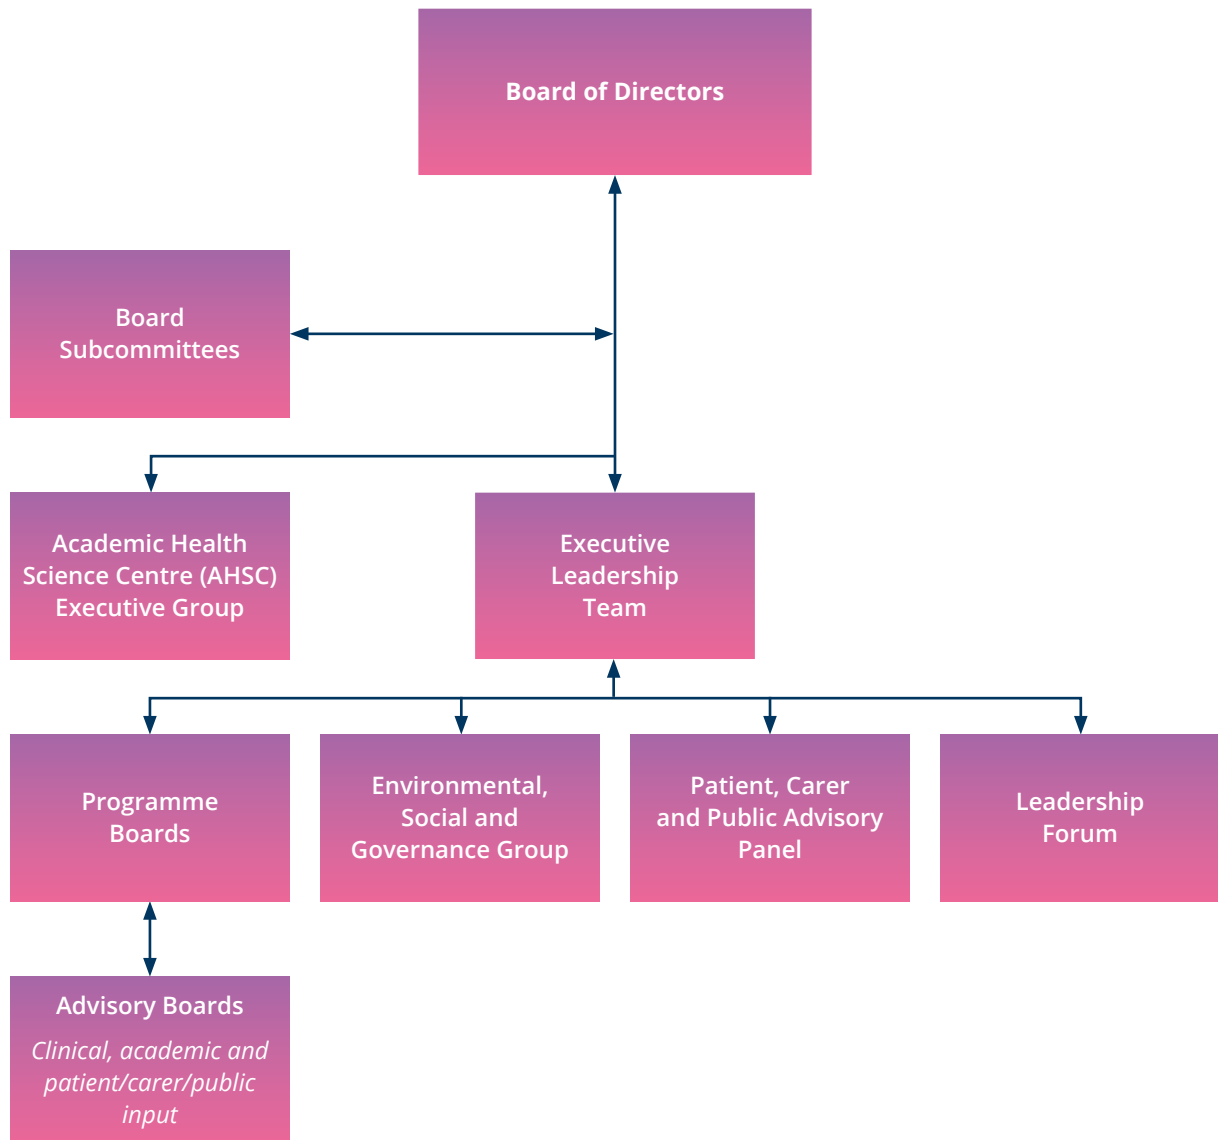 Board of Directors
Board
Subcommittees
Academic Health
Science Centre (AHSC)
Executive Group
Executive
Leadership
Team
Programme
Boards
Environmental,
Social and
Governance Group
Patient, Carer
and Public Advisory
Panel
Leadership
Forum
Advisory Boards
Clinical, academic and
patient/carer/public
input